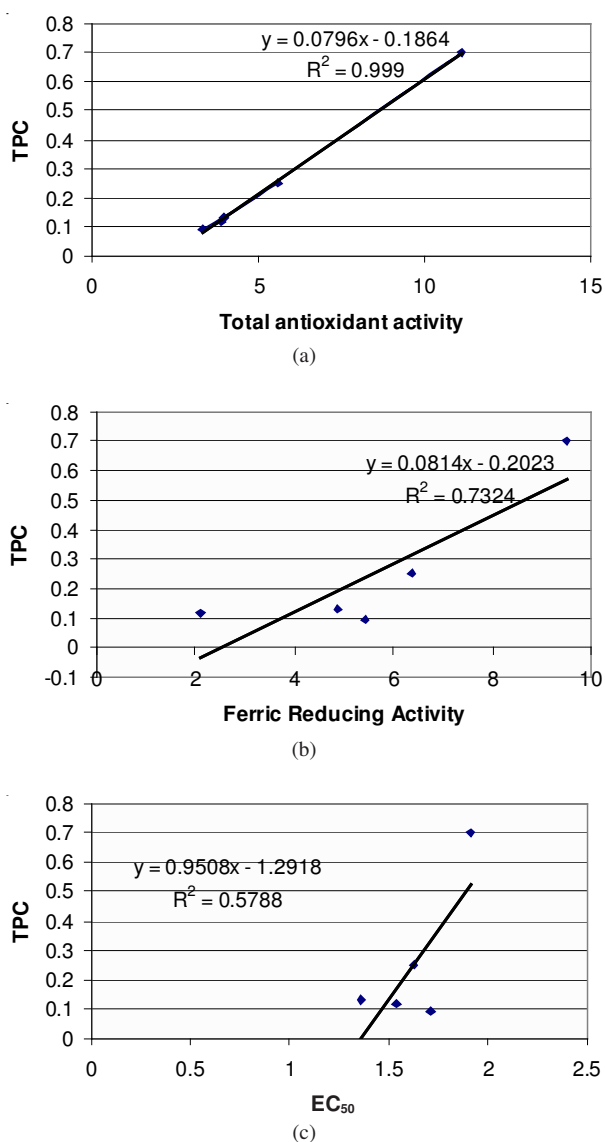 0.8
0.7
0.6
0.5
0.4
0.3
0.2
0.1
0
TPC
y = 0.0796x - 0.1864
R² = 0.999
0 5 10 15
Total antioxidant activity
(a)
0.8
0.7
0.6
0.5
0.4
0.3
0.2
0.1
0
-0.1
TPC
y = 0.0814x - 0.2023
R² = 0.7324
0 2 4 6 8 10
Ferric Reducing Activity
(b)
0.8
0.7
0.6
0.5
0.4
0.3
0.2
0.1
0
TPC
y = 0.9508x - 1.2918
R² = 0.5788
0 0.5 1 1.5 2 2.5
EC₅₀
(c)